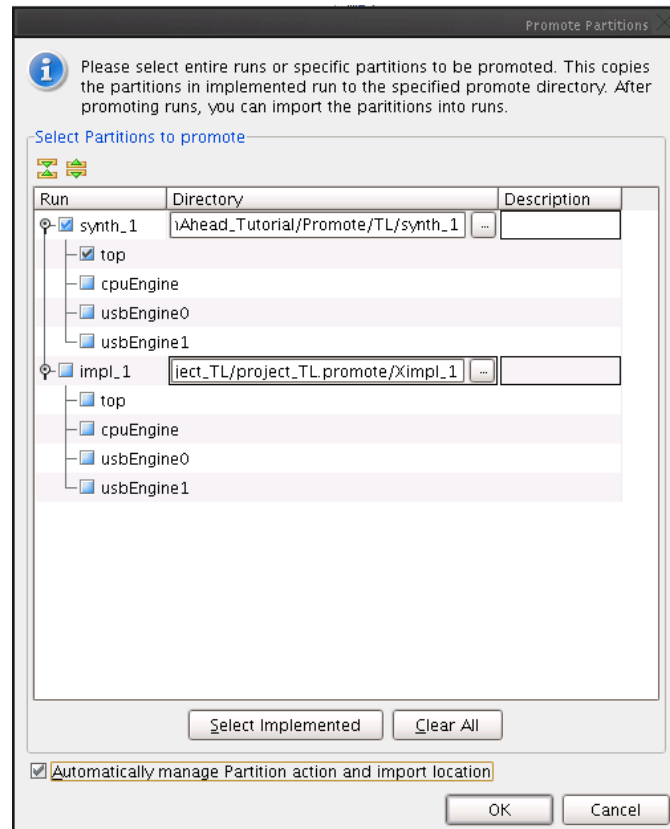 Promote Partitions
Please select entire runs or specific partitions to be promoted. This copies
the partitions in implemented run to the specified promote directory. After
promoting runs, you can import the parititions into runs.
Select Partitions to promote
Run Directory Description
synth_1 Ahead_Tutorial/Promote/TL/synth_1 ...
top
cpuEngine
usbEngine0
usbEngine1
impl_1 ject_TL/project_TL.promote/Ximpl_1 ...
top
cpuEngine
usbEngine0
usbEngine1
Select Implemented Clear All
Automatically manage Partition action and import location
OK Cancel